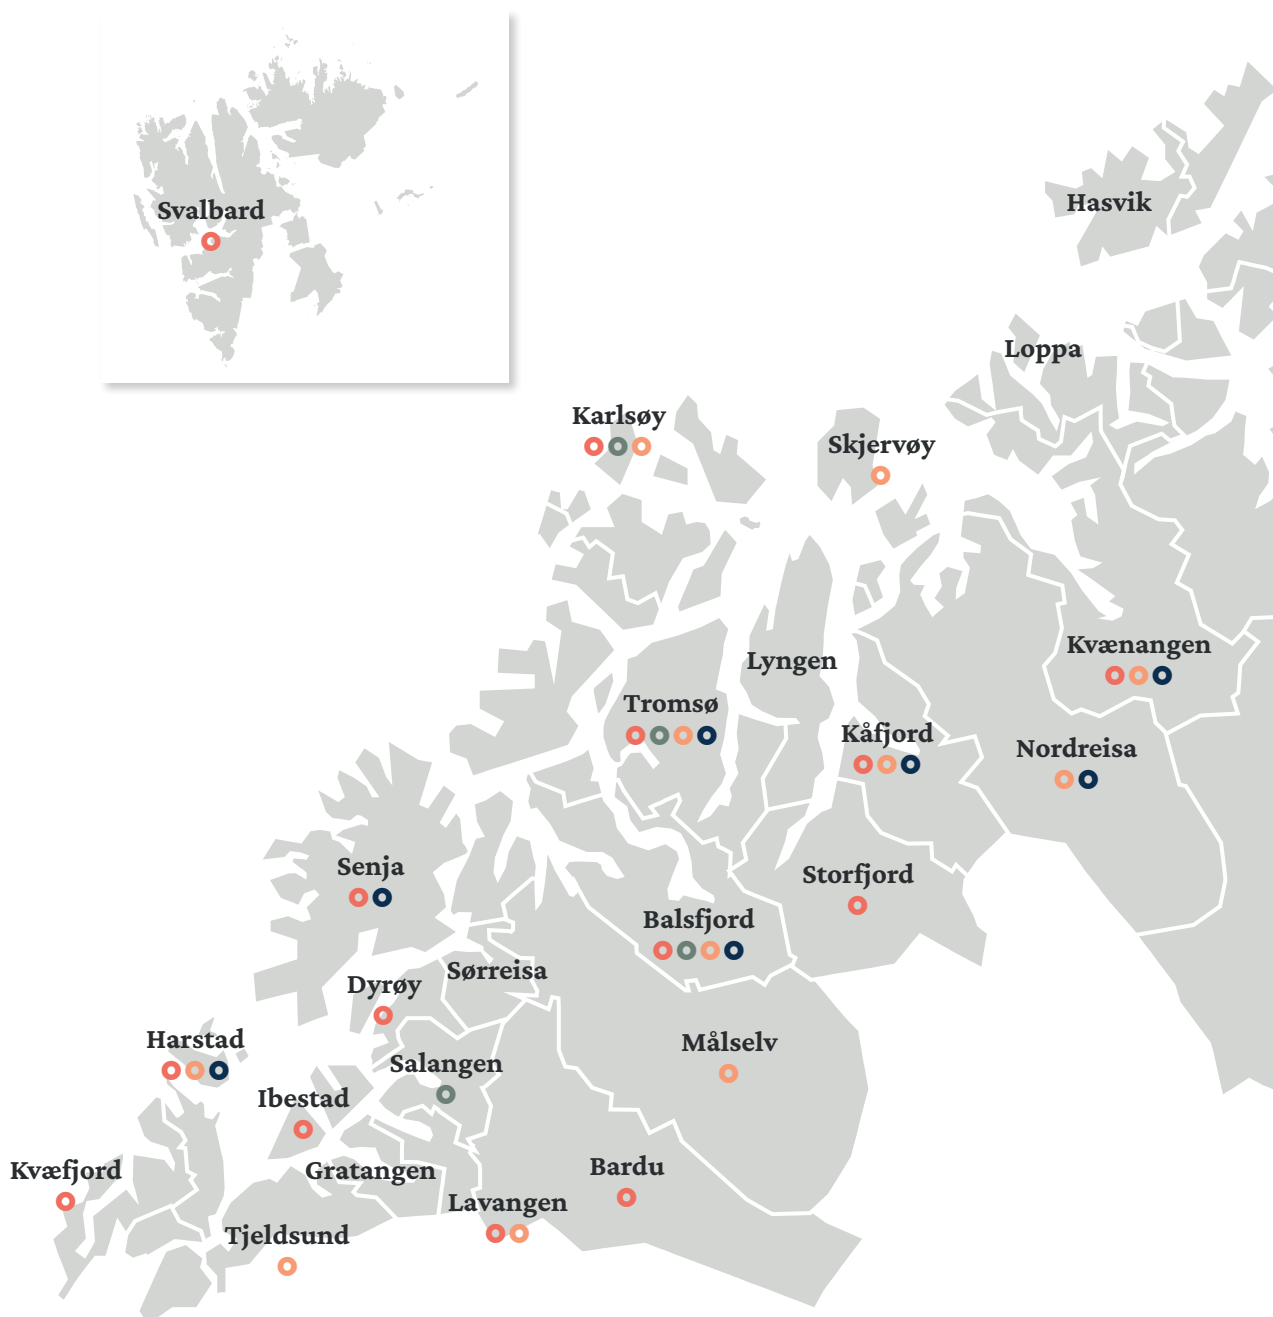 Svalbard
Hasvik
Loppa
Karlsøy
Skjervøy
Kvænangen
Lyngen
Tromsø
Kåfjord
Nordreisa
Senja
Storfjord
Balsfjord
Sørreisa
Dyrøy
Harstad
Målselv
Salangen
Ibestad
Kvæfjord
Gratangen
Bardu
Lavangen
Tjeldsund